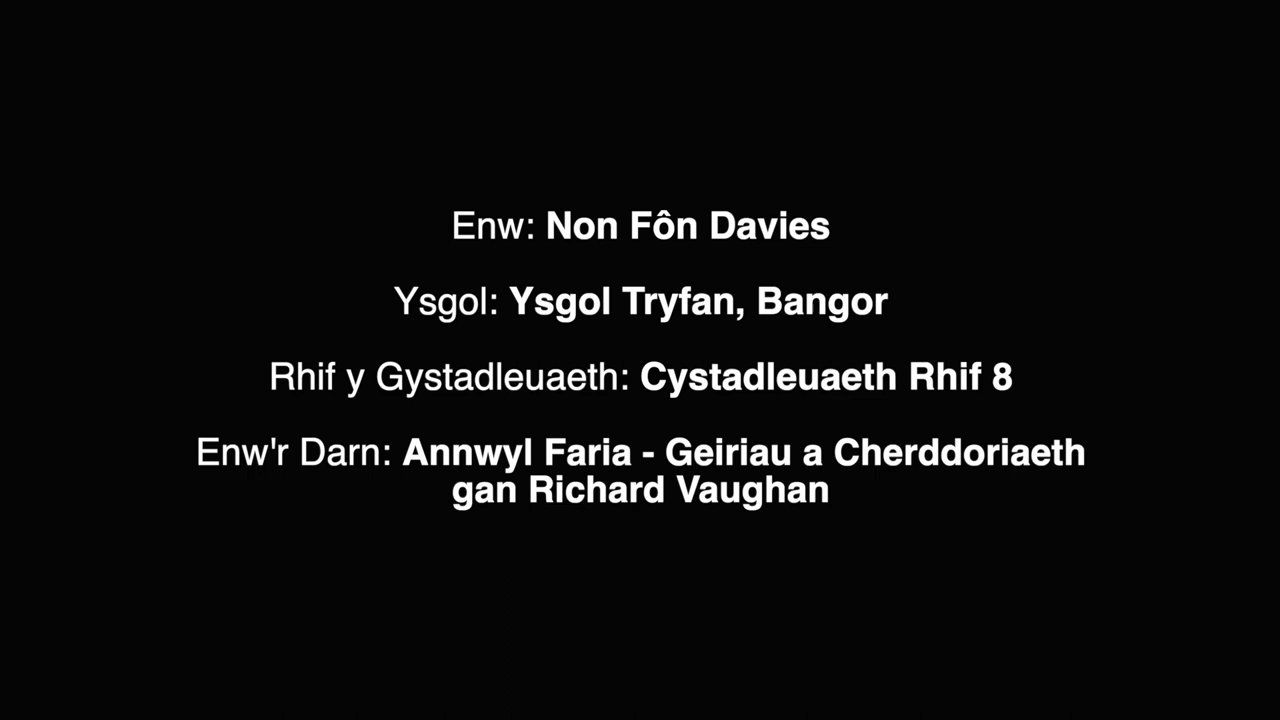 Enw: Non Fôn Davies
Ysgol: Ysgol Tryfan, Bangor
Rhif y Gystadleuaeth: Cystadleuaeth Rhif 8
Enw'r Darn: Annwyl Faria - Geiriau a Cherddoriaeth
gan Richard Vaughan